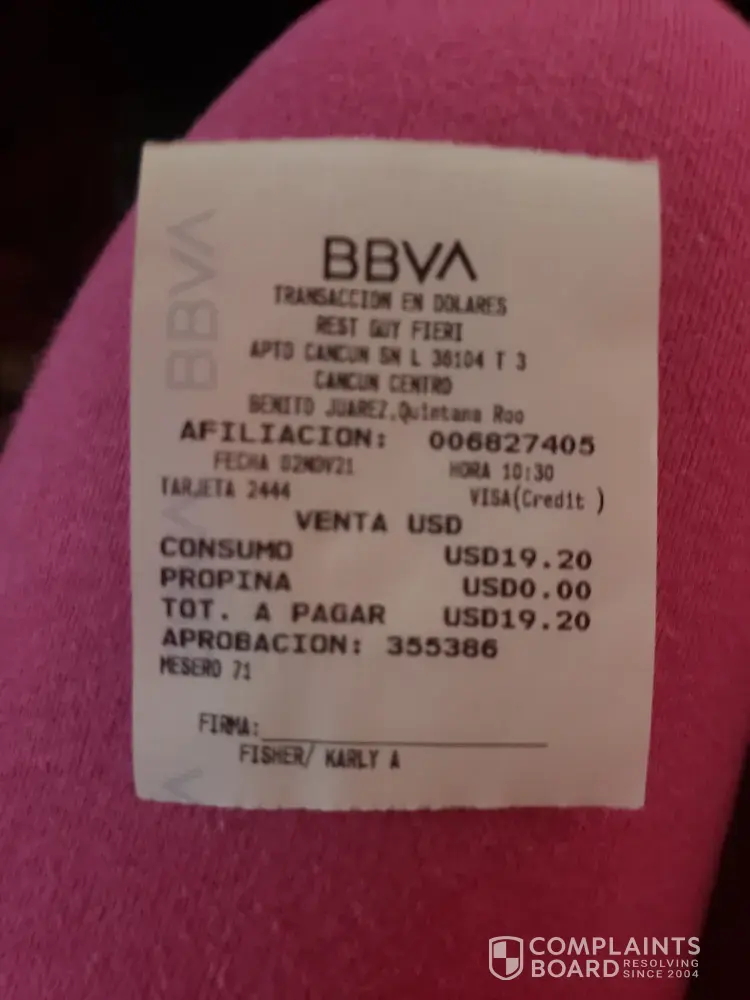 BBVA
BBVA
TRANSACCION EN DOLARES
REST GUY FIERI
APTO CANCUN SN L 36104 T 3
CANCUN CENTRO
BENITO JUAREZ,Quintana Roo
AFILIACION: 006827405
FECHA 02NOV21 HORA 10:30
TARJETA 2444 VISA(Credit )
VENTA USD
CONSUMO USD19.20
PROPINA USD0.00
TOT. A PAGAR USD19.20
APROBACION: 355386
MESERO 71
FIRMA:
FISHER/ KARLY A
COMPLAINTS
BOARD RESOLVING
SINCE 2004